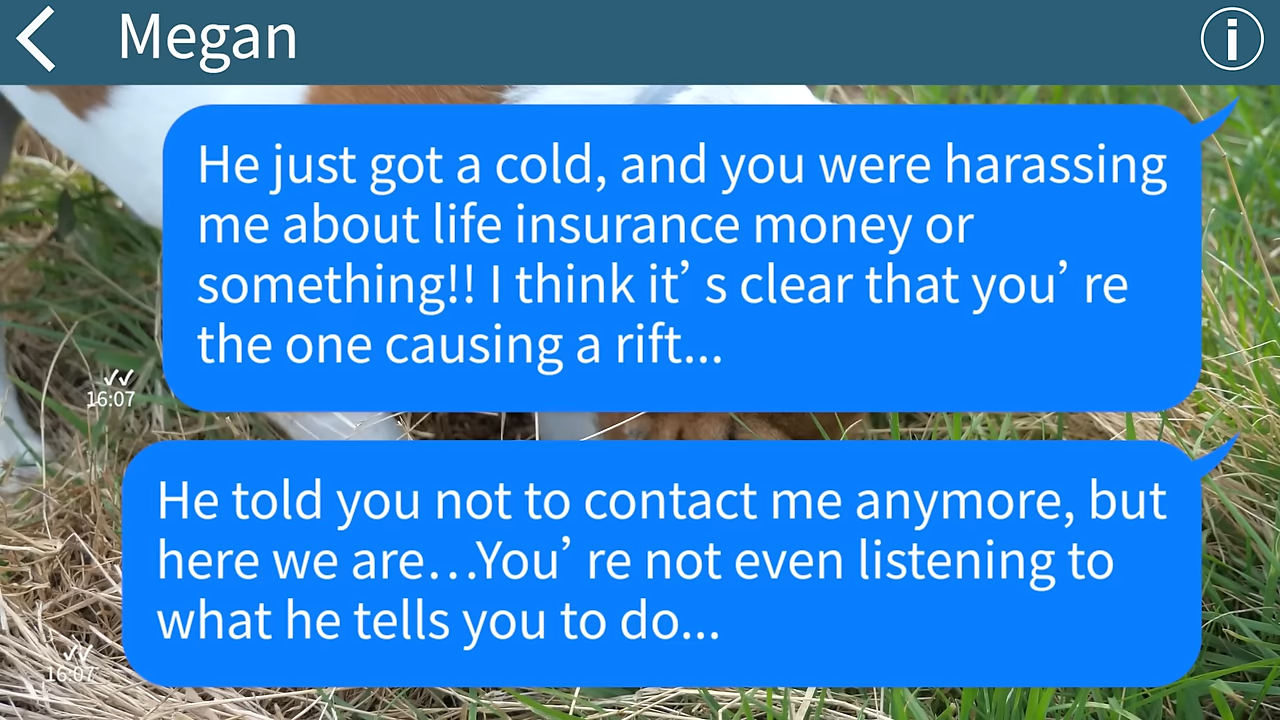 Megan
He just got a cold, and you were harassing
me about life insurance money or
something!! I think it’ s clear that you’ re
the one causing a rift...
16:07
He told you not to contact me anymore, but
here we are…You’ re not even listening to
what he tells you to do...
16:07